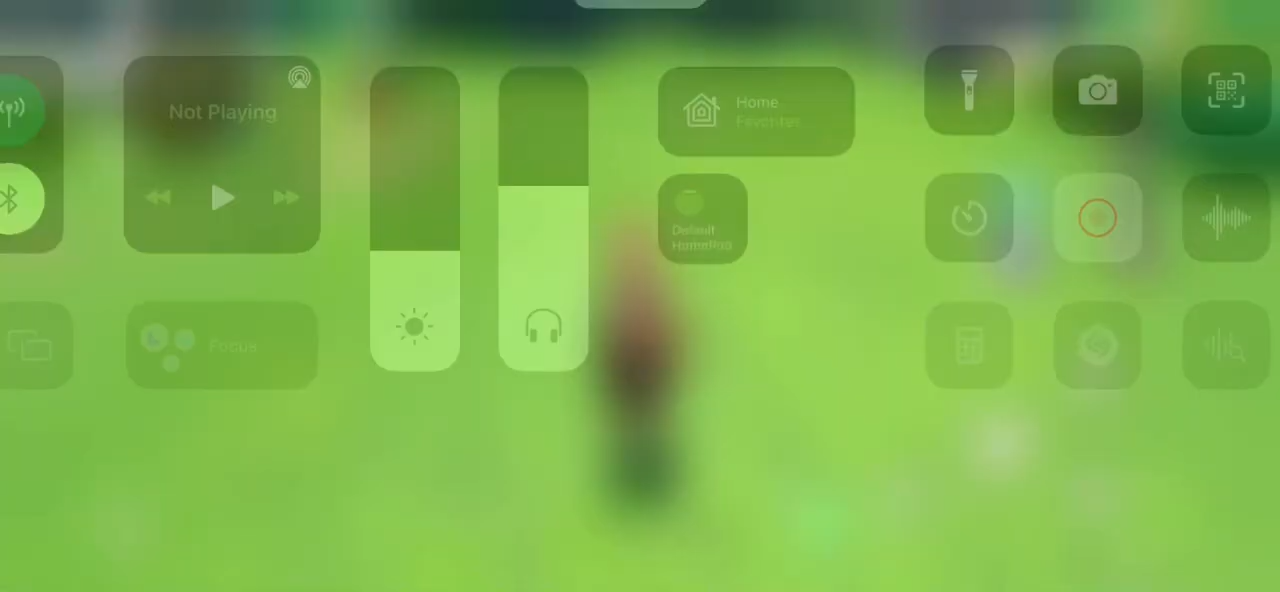 Not Playing
Home
Favorites
Default
HomePod
Focus